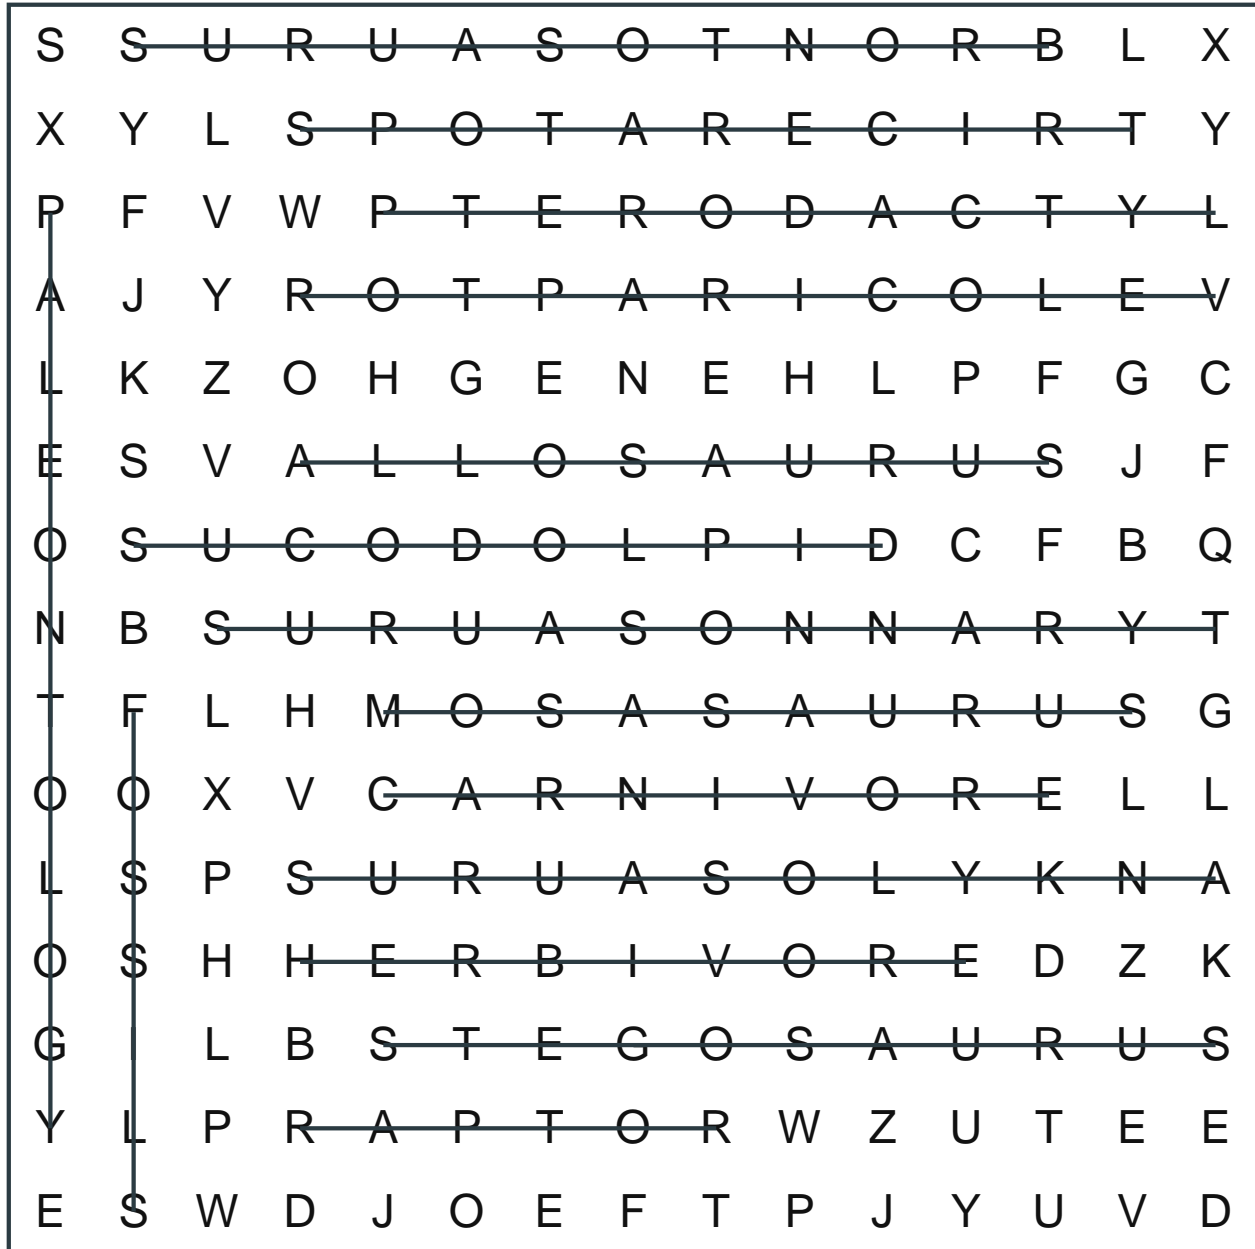 S S U R U A S O T N O R B L X
X Y L S P O T A R E C I R T Y
P F V W P T E R O D A C T Y L
A J Y R O T P A R I C O L E V
L K Z O H G E N E H L P F G C
E S V A L L O S A U R U S J F
O S U C O D O L P I D C F B Q
N B S U R U A S O N N A R Y T
T F L H M O S A S A U R U S G
O O X V C A R N I V O R E L L
L S P S U R U A S O L Y K N A
O S H H E R B I V O R E D Z K
G I L B S T E G O S A U R U S
Y L P R A P T O R W Z U T E E
E S W D J O E F T P J Y U V D